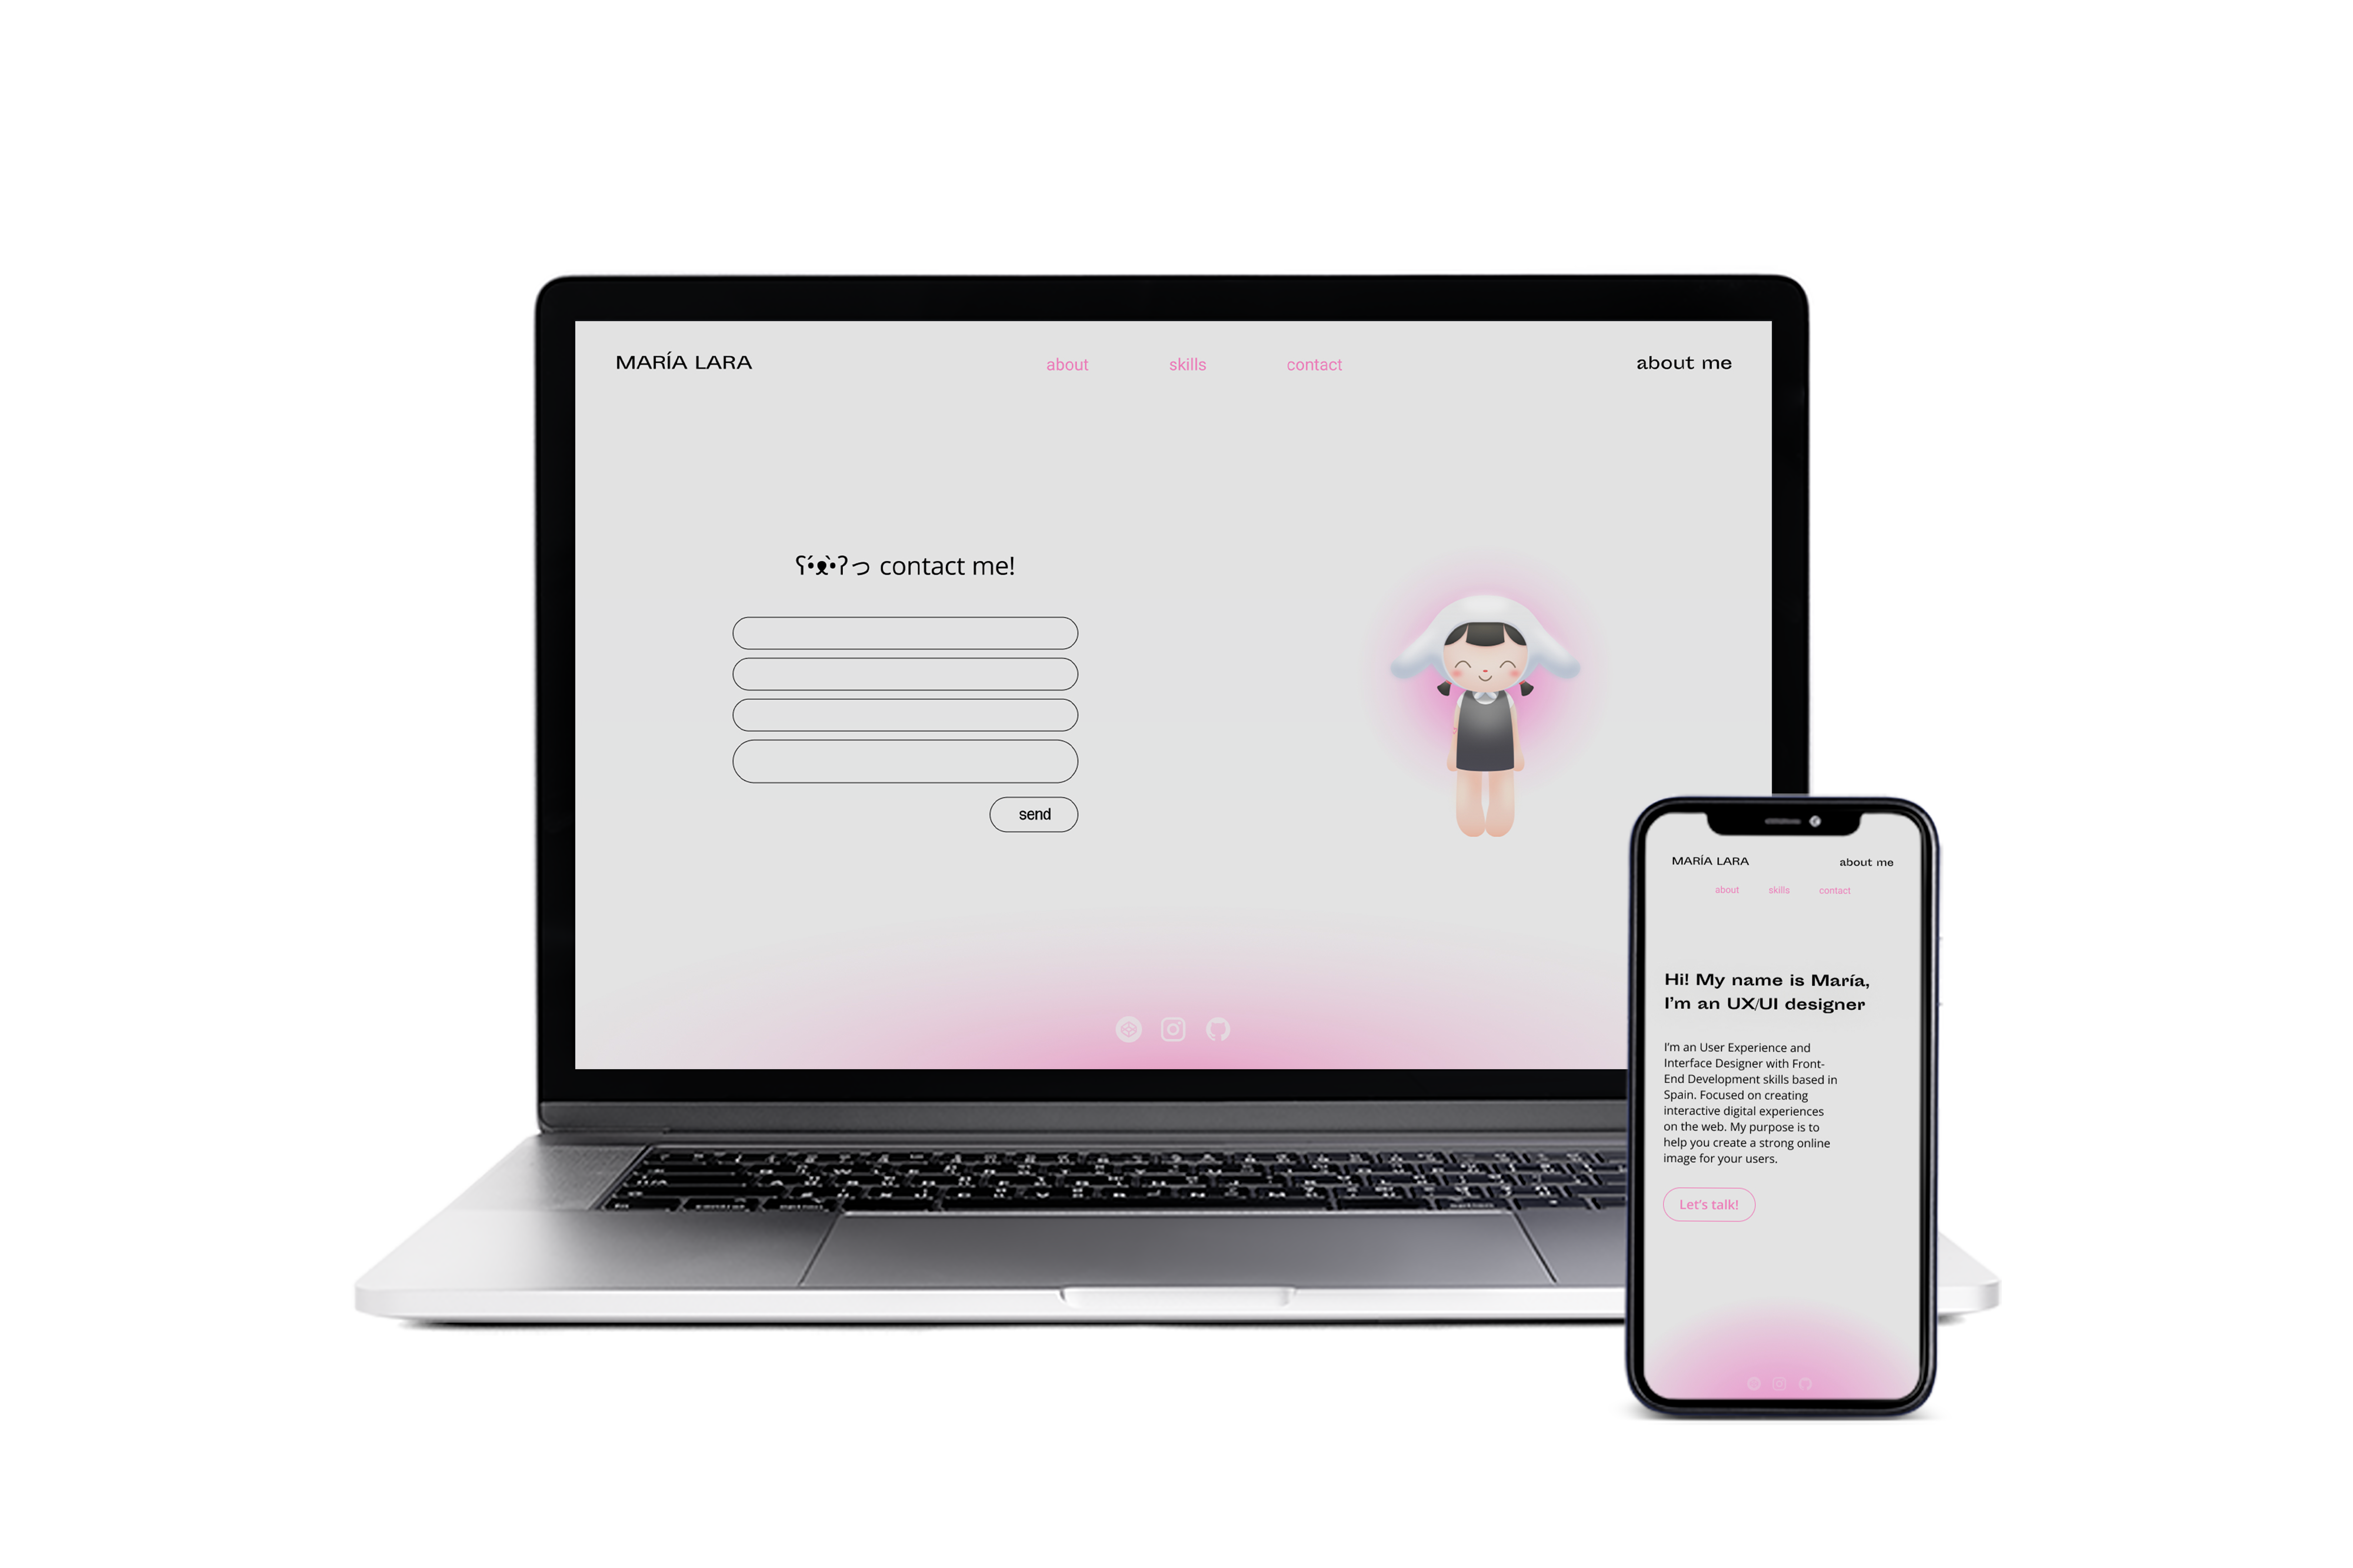 MARÍA LARA
about
skills
contact
about me
ʕ•́ᴥ•̀ʔっ contact me!
send
MARÍA LARA
about me
about
skills
contact
Hi! My name is María,
I'm an UX/UI designer
I'm an User Experience and
Interface Designer with Front-
End Development skills based in
Spain. Focused on creating
interactive digital experiences
on the web. My purpose is to
help you create a strong online
image for your users.
Let's talk!